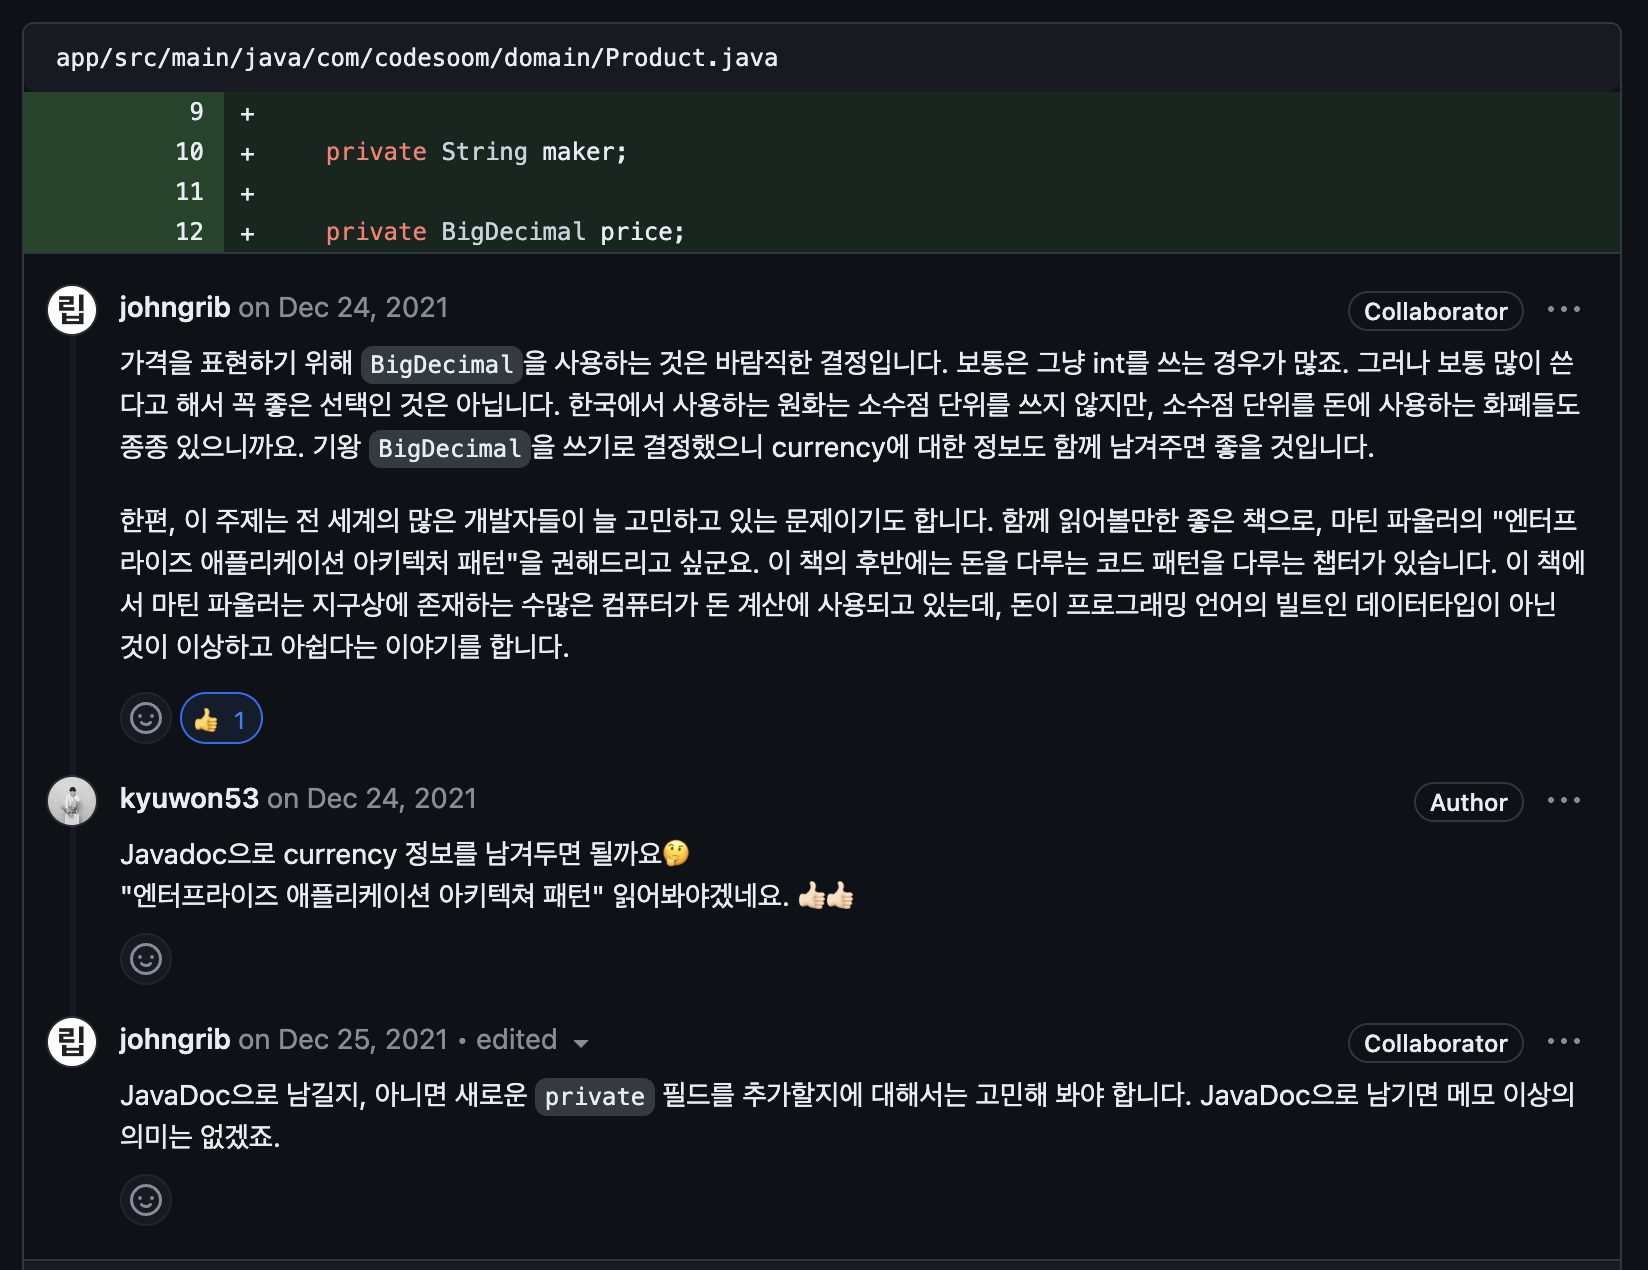 app/src/main/java/com/codesoom/domain/Product.java
9 +
10 + private String maker;
11 +
12 + private BigDecimal price;
립 johngrib on Dec 24, 2021 Collaborator ···
가격을 표현하기 위해 BigDecimal을 사용하는 것은 바람직한 결정입니다. 보통은 그냥 int를 쓰는 경우가 많죠. 그러나 보통 많이 쓴
다고 해서 꼭 좋은 선택인 것은 아닙니다. 한국에서 사용하는 원화는 소수점 단위를 쓰지 않지만, 소수점 단위를 돈에 사용하는 화폐들도
종종 있으니까요. 기왕 BigDecimal을 쓰기로 결정했으니 currency에 대한 정보도 함께 남겨주면 좋을 것입니다.
한편, 이 주제는 전 세계의 많은 개발자들이 늘 고민하고 있는 문제이기도 합니다. 함께 읽어볼만한 좋은 책으로, 마틴 파울러의 "엔터프
라이즈 애플리케이션 아키텍처 패턴"을 권해드리고 싶군요. 이 책의 후반에는 돈을 다루는 코드 패턴을 다루는 챕터가 있습니다. 이 책에
서 마틴 파울러는 지구상에 존재하는 수많은 컴퓨터가 돈 계산에 사용되고 있는데, 돈이 프로그래밍 언어의 빌트인 데이터타입이 아닌
것이 이상하고 아쉽다는 이야기를 합니다.
👍 1
kyuwon53 on Dec 24, 2021 Author ···
Javadoc으로 currency 정보를 남겨두면 될까요🤔
"엔터프라이즈 애플리케이션 아키텍쳐 패턴" 읽어봐야겠네요. 👍🏻👍🏻
립 johngrib on Dec 25, 2021 • edited Collaborator ···
JavaDoc으로 남길지, 아니면 새로운 private 필드를 추가할지에 대해서는 고민해 봐야 합니다. JavaDoc으로 남기면 메모 이상의
의미는 없겠죠.